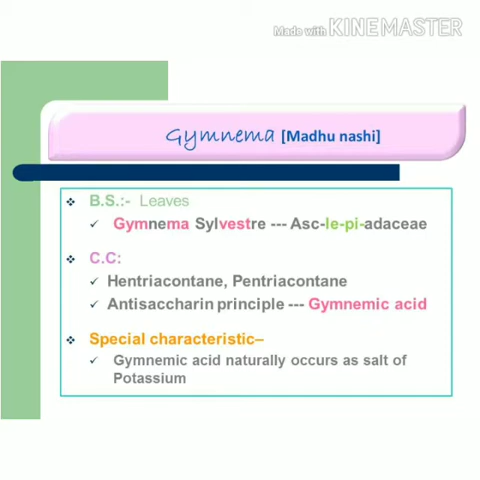 Made with KINEMASTER
Gymnema [Madhu nashi]
B.S.:- Leaves
Gymnema Sylvestre --- Asc-le-pi-adaceae
C.C:
Hentriacontane, Pentriacontane
Antisaccharin principle --- Gymnemic acid
Special characteristic–
Gymnemic acid naturally occurs as salt of
Potassium